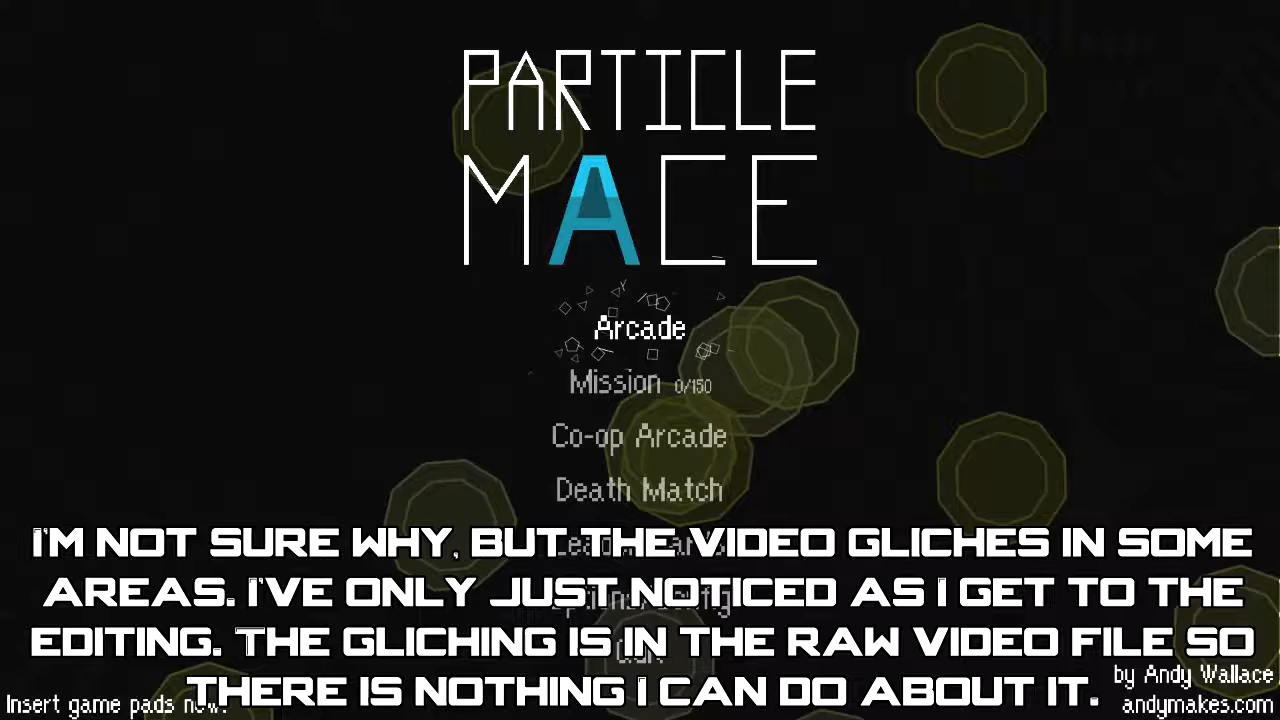 PARTICLE
MACE
Arcade
Mission 0/150
Co-op Arcade
Death Match
I'M NOT SURE WHY, BUT THE VIDEO GLICHES IN SOME
AREAS. I'VE ONLY JUST NOTICED AS I GET TO THE
EDITING. THE GLICHING IS IN THE RAW VIDEO FILE SO
THERE IS NOTHING I CAN DO ABOUT IT.
by Andy Wallace
Insert game pads now!
andymakes.com